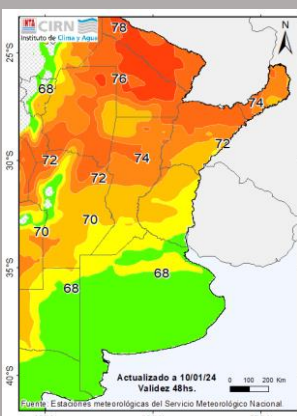 INTA CIRN
Instituto de Clima y Agua
N
78
25°S
76
68
74
72
30°S
74
72
72
70
70
68
35°S
68
40°S
Actualizado a 10/01/24
Validez 48hs.
0 100 200 Km
Fuente: Estaciones meteorológicas del Servicio Meteorológico Nacional.